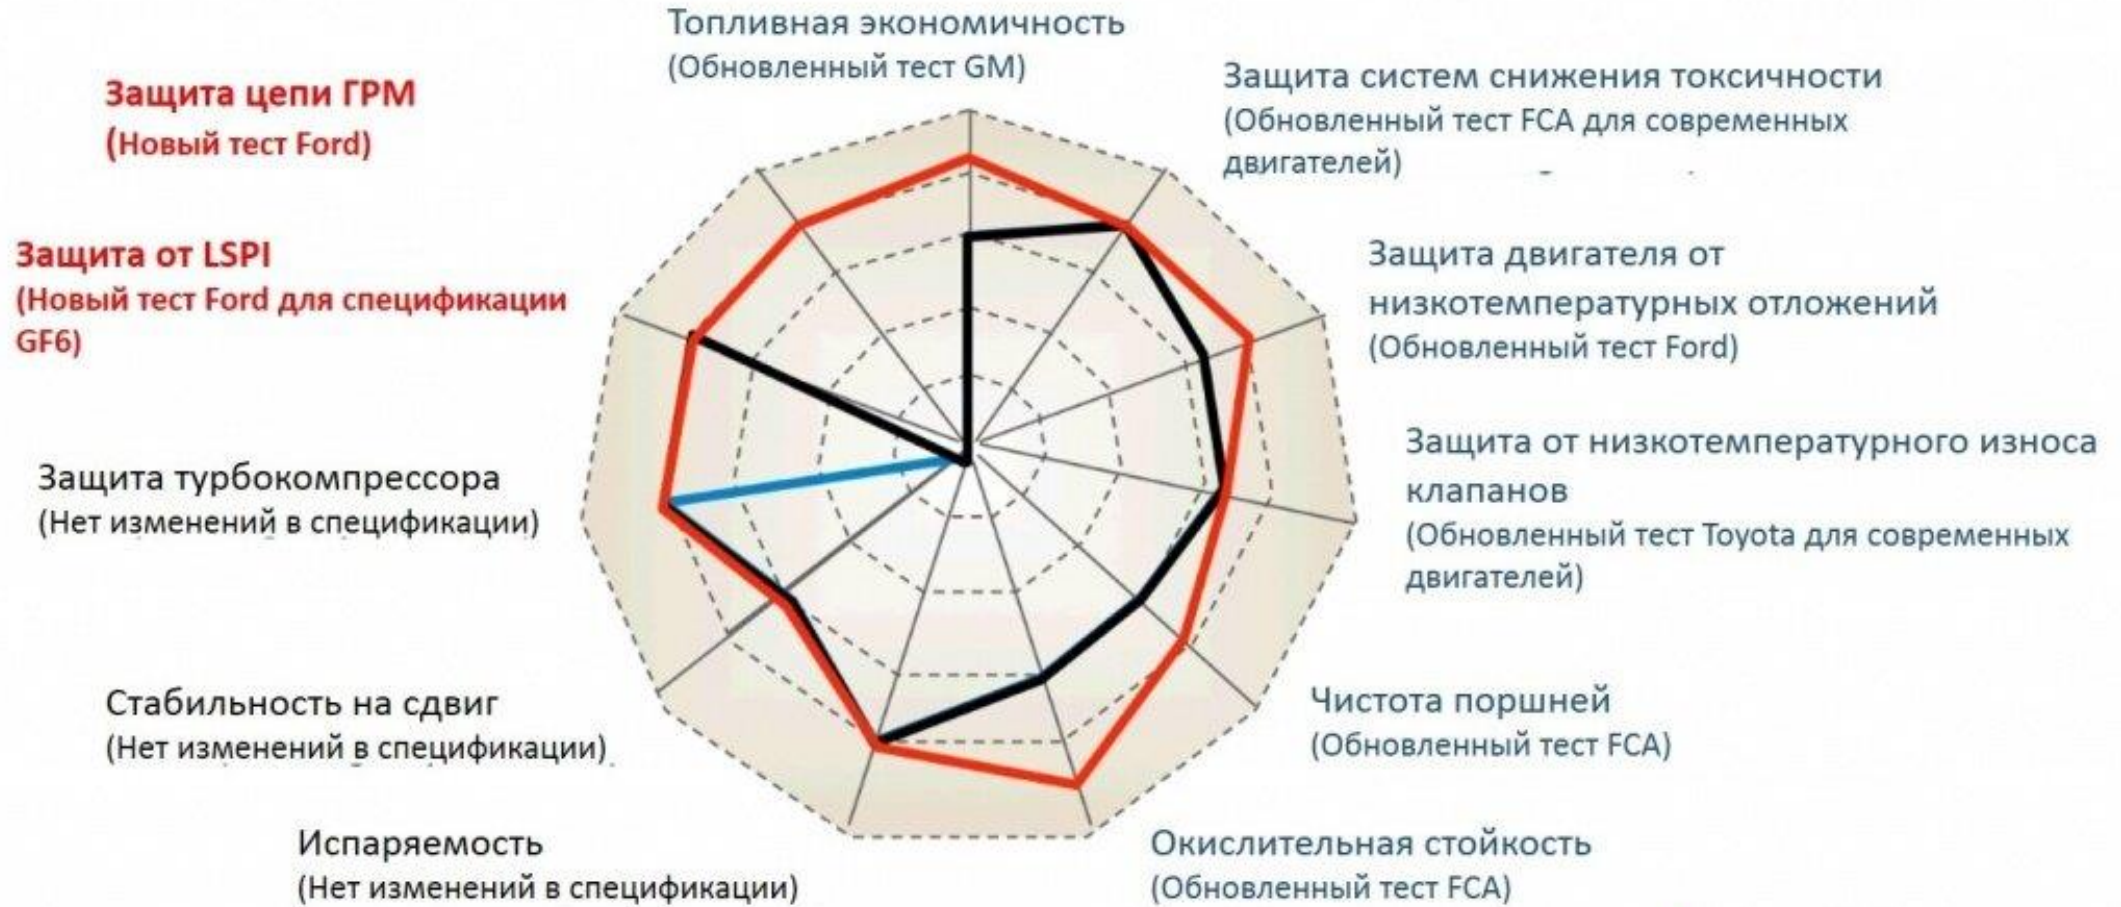 Топливная экономичность
(Обновленный тест GM)
Защита систем снижения токсичности
(Обновленный тест FCA для современных
двигателей)
Защита двигателя от
низкотемпературных отложений
(Обновленный тест Ford)
Защита от низкотемпературного износа
клапанов
(Обновленный тест Toyota для современных
двигателей)
Чистота поршней
(Обновленный тест FCA)
Окислительная стойкость
(Обновленный тест FCA)
Испаряемость
(Нет изменений в спецификации)
Стабильность на сдвиг
(Нет изменений в спецификации)
Защита турбокомпрессора
(Нет изменений в спецификации)
Защита от LSPI
(Новый тест Ford для спецификации
GF6)
Защита цепи ГРМ
(Новый тест Ford)